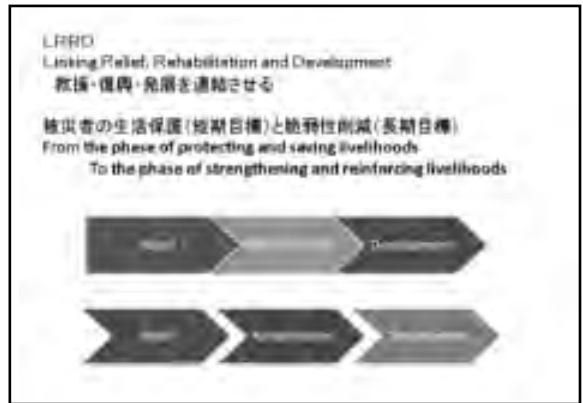 LRRD
Linking Relief, Rehabilitation and Development
救援・復興・発展を連結させる
被災者の生活保護(短期目標)と脆弱性削減(長期目標)
From the phase of protecting and saving livelihoods
To the phase of strengthening and reinforcing livelihoods
Development